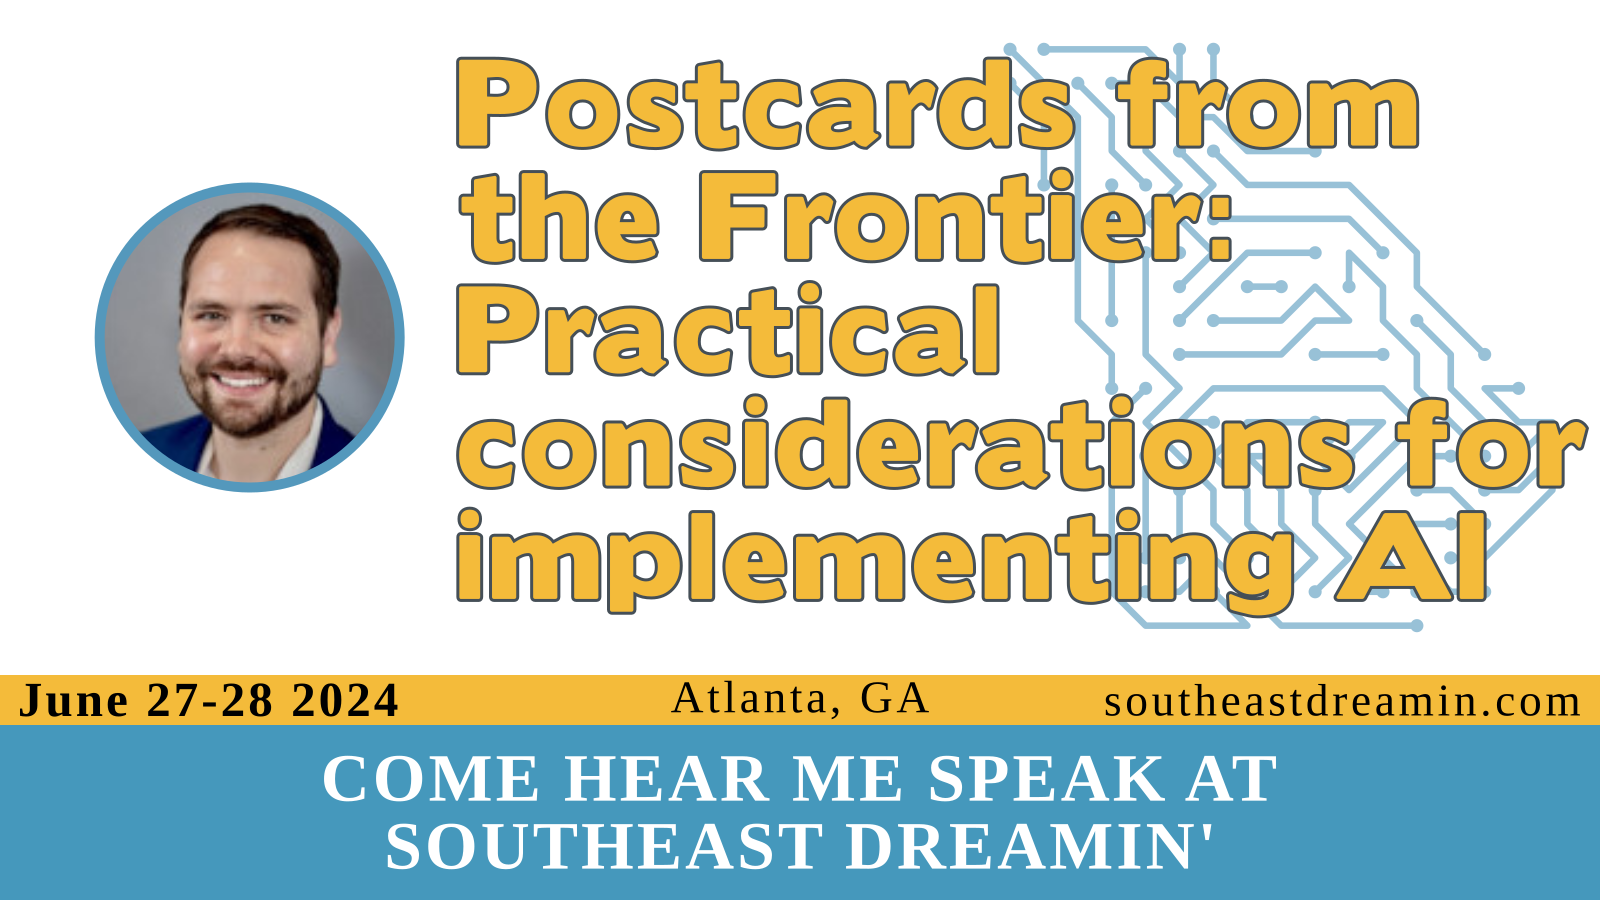 Postcards from
the Frontier:
Practical
considerations for
implementing AI
June 27-28 2024
Atlanta, GA
southeastdreamin.com
COME HEAR ME SPEAK AT
SOUTHEAST DREAMIN'